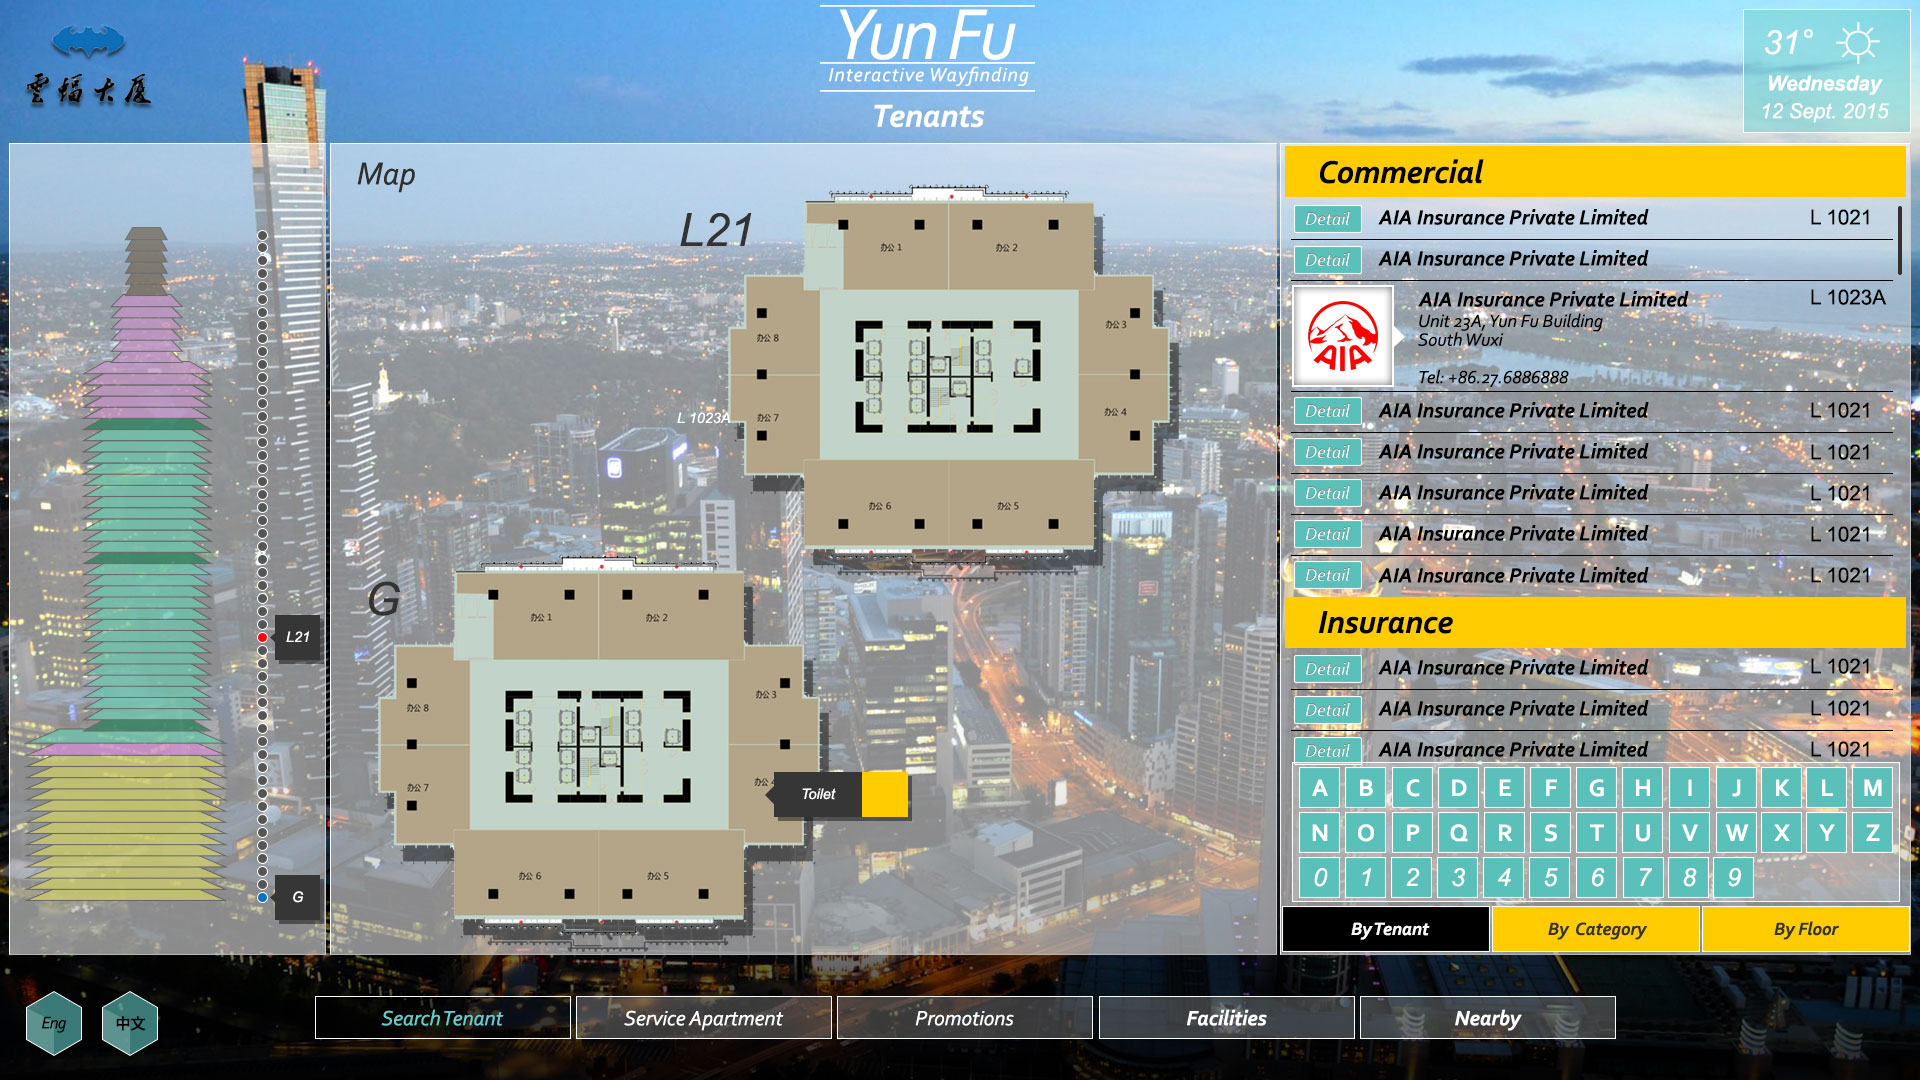 雲福大厦
Yun Fu
Interactive Wayfinding
Tenants
31°
Wednesday
12 Sept. 2015
L21
G
Map
L21
办公 1
办公 2
办公 3
办公 4
办公 5
办公 6
办公 7
办公 8
L 1023A
G
办公 1
办公 2
办公 3
办公
办公 5
办公 6
办公 7
办公 8
Toilet
Commercial
Detail AIA Insurance Private Limited L 1021
Detail AIA Insurance Private Limited
AIA
AIA Insurance Private Limited L 1023A
Unit 23A, Yun Fu Building
South Wuxi
Tel: +86.27.6886888
Detail AIA Insurance Private Limited L 1021
Detail AIA Insurance Private Limited L 1021
Detail AIA Insurance Private Limited L 1021
Detail AIA Insurance Private Limited L 1021
Detail AIA Insurance Private Limited L 1021
Insurance
Detail AIA Insurance Private Limited L 1021
Detail AIA Insurance Private Limited L 1021
Detail AIA Insurance Private Limited L 1021
A B C D E F G H I J K L M
N O P Q R S T U V W X Y Z
0 1 2 3 4 5 6 7 8 9
By Tenant By Category By Floor
Eng 中文
Search Tenant Service Apartment Promotions Facilities Nearby